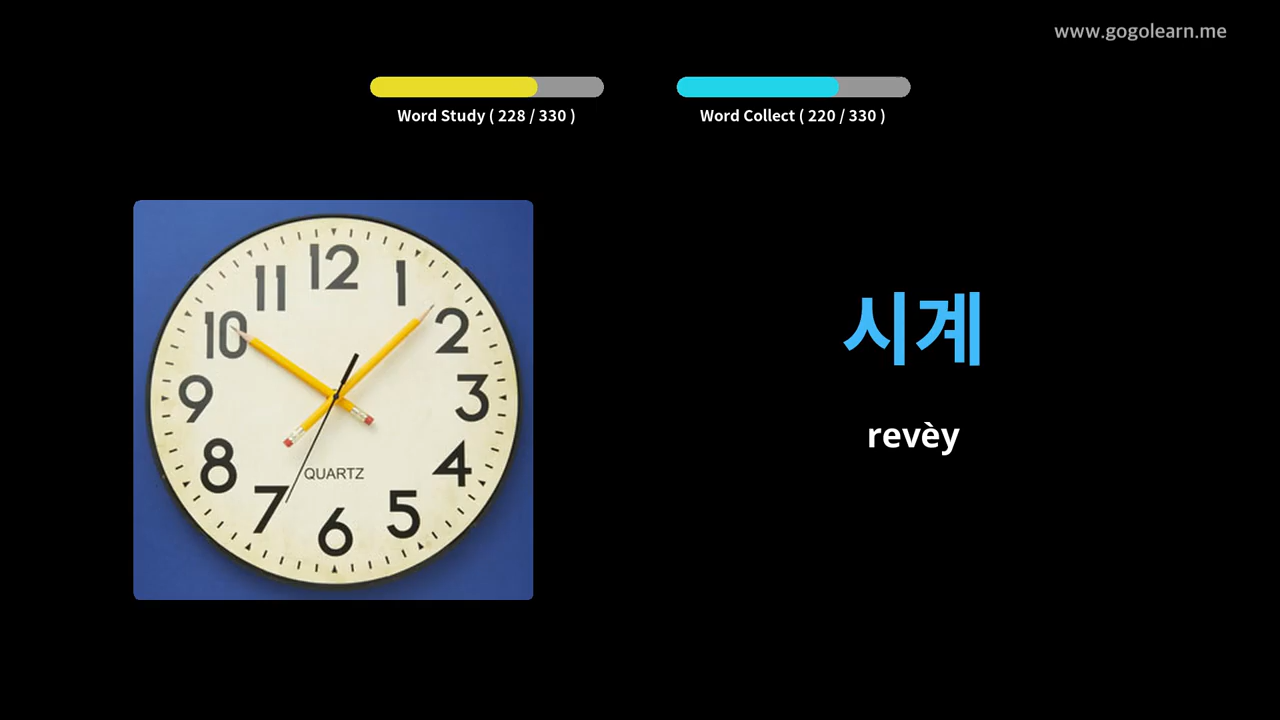 www.gogolearn.me
Word Study ( 228 / 330 )
Word Collect ( 220 / 330 )
12
11
1
10
2
9
3
8
4
QUARTZ
7
5
6
시계
revèy